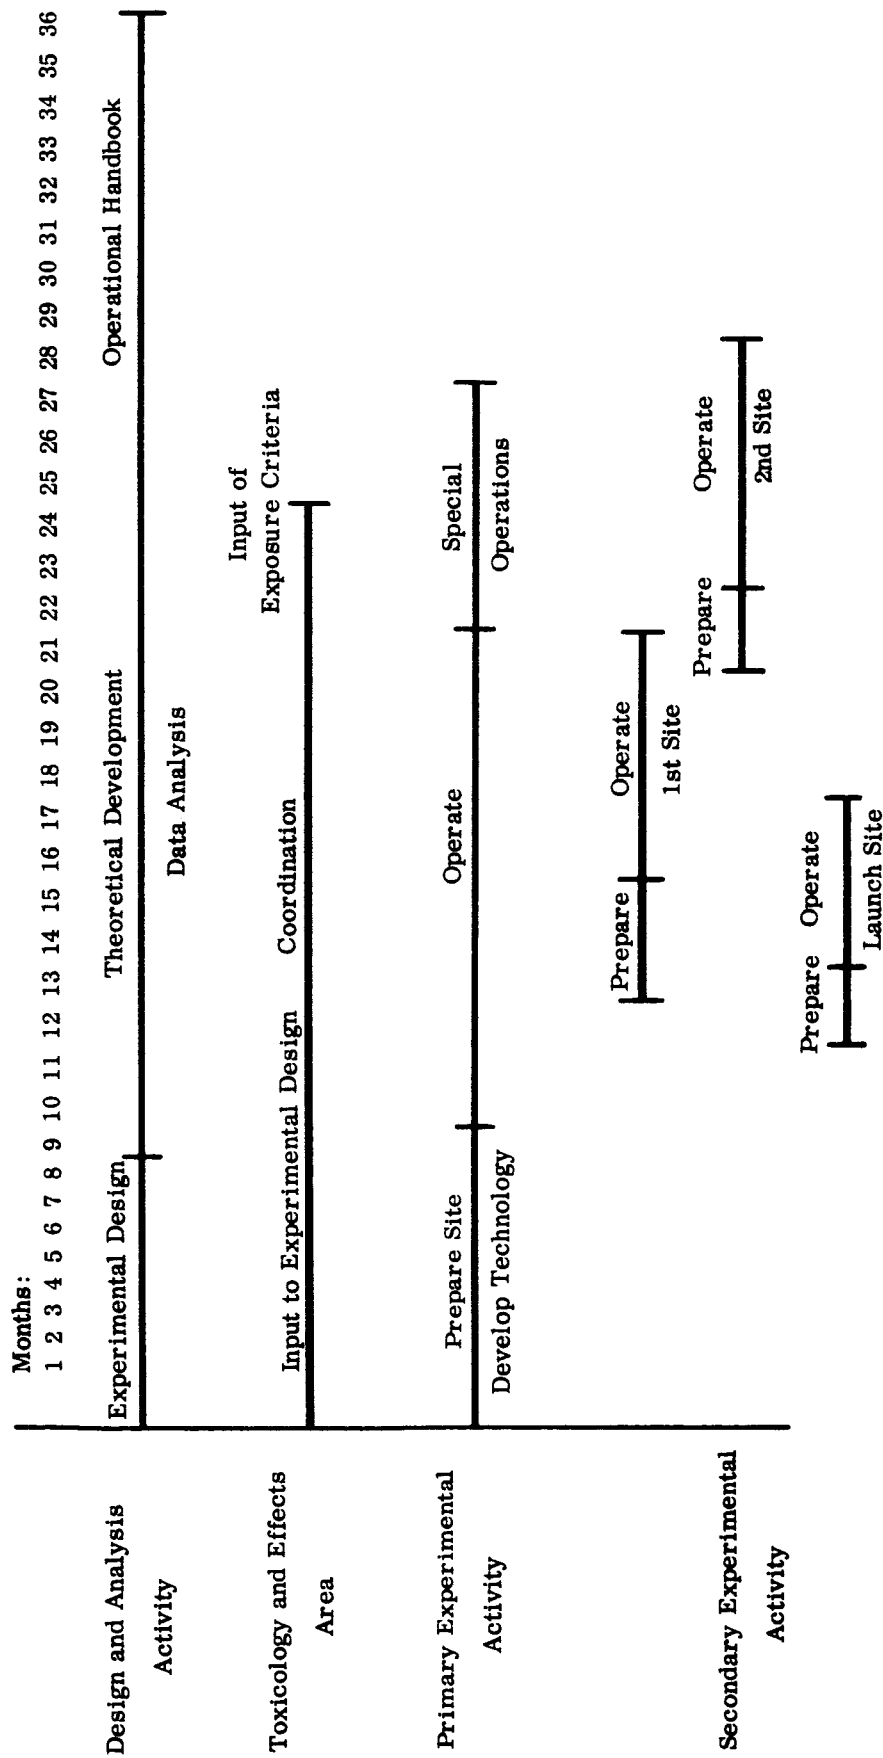 Months:
1 2 3 4 5 6 7 8 9 10 11 12 13 14 15 16 17 18 19 20 21 22 23 24 25 26 27 28 29 30 31 32 33 34 35 36
Design and Analysis
Activity
Experimental Design
Theoretical Development
Data Analysis
Operational Handbook
Toxicology and Effects
Area
Input to Experimental Design
Coordination
Input of
Exposure Criteria
Primary Experimental
Activity
Prepare Site
Develop Technology
Operate
Special
Operations
Secondary Experimental
Activity
Prepare
Operate
1st Site
Prepare
Operate
2nd Site
Prepare
Operate
Launch Site